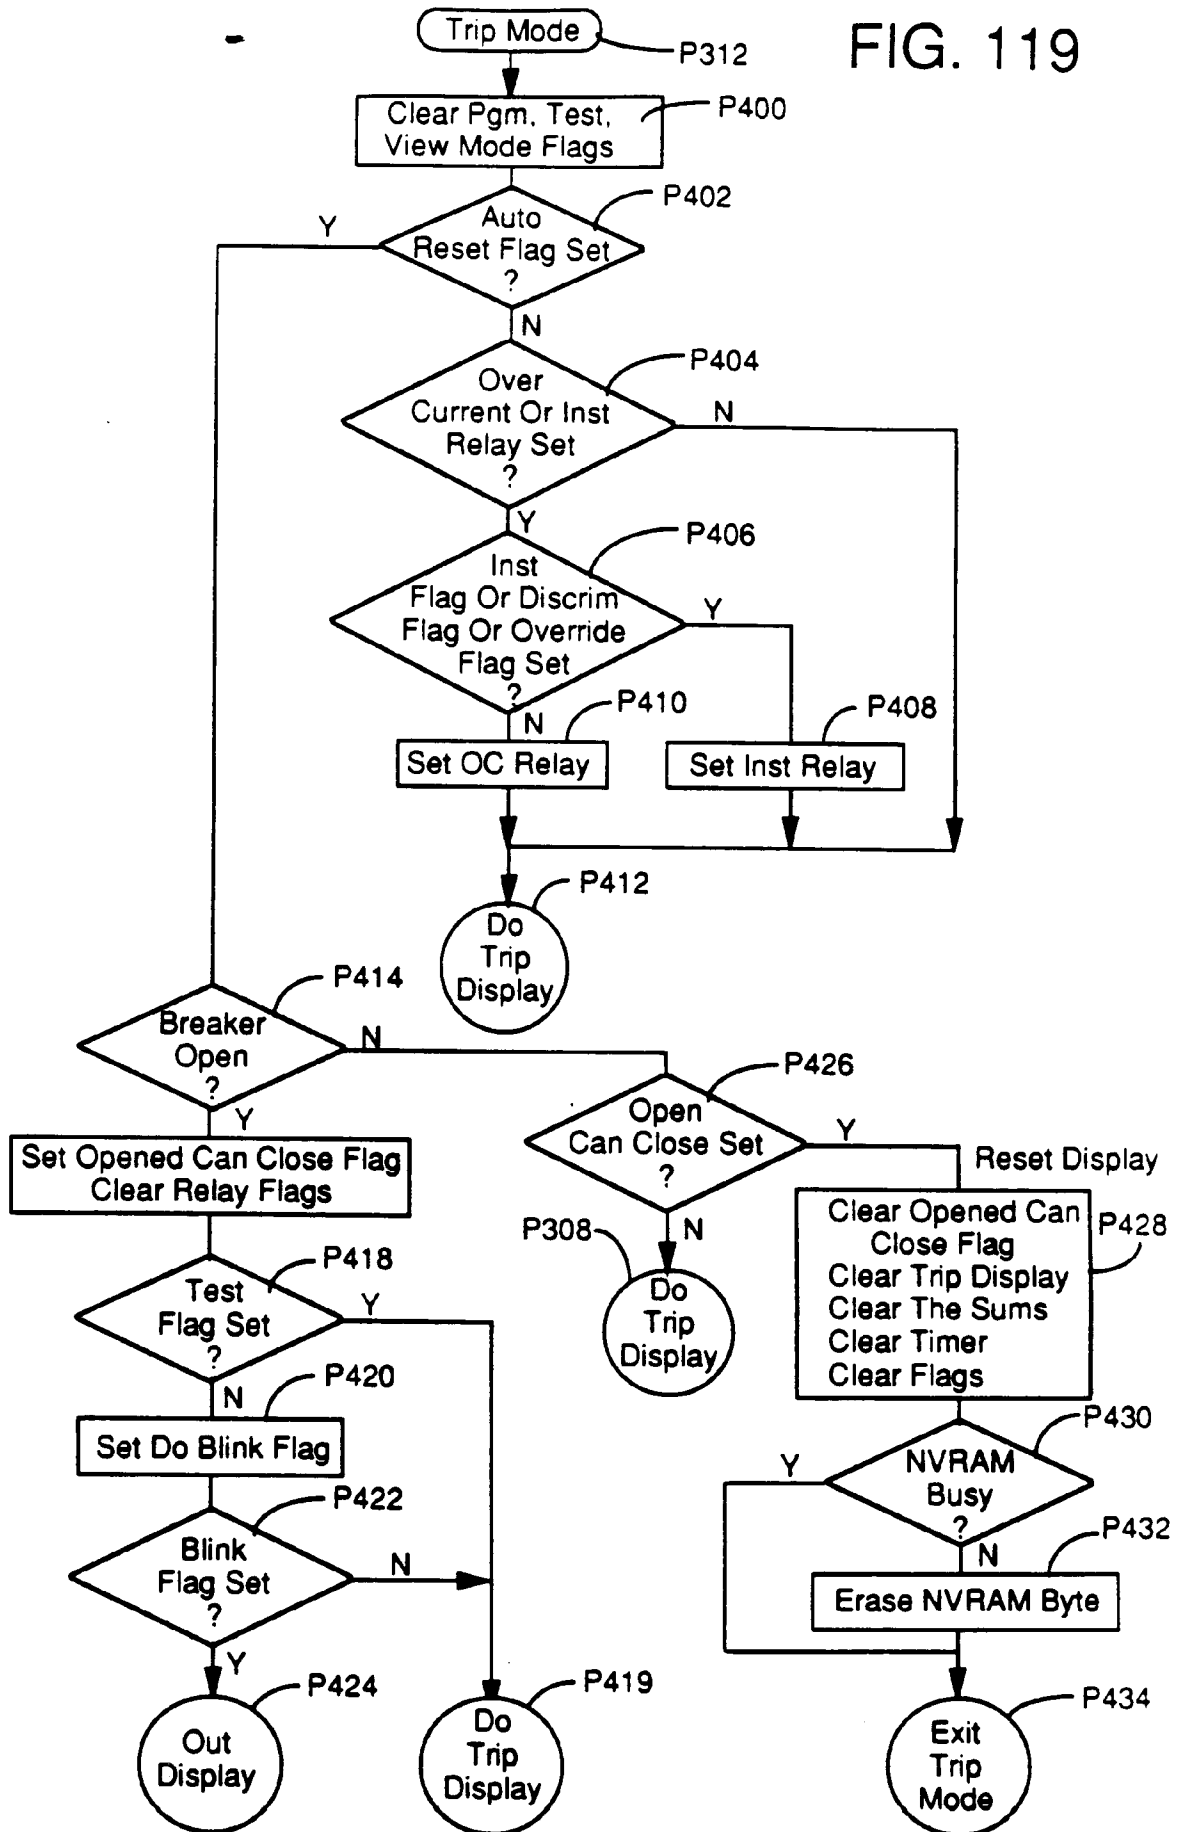 FIG. 119
Trip Mode
P312
Clear Pgm, Test,
View Mode Flags
P400
Auto
Reset Flag Set
?
P402
Y
N
Over
Current Or Inst
Relay Set
?
P404
N
Y
Inst
Flag Or Discrim
Flag Or Override
Flag Set
?
P406
Y
N
P410
Set OC Relay
P408
Set Inst Relay
P412
Do
Trip
Display
P414
Breaker
Open
?
N
Y
Set Opened Can Close Flag
Clear Relay Flags
P426
Open
Can Close Set
?
Y
N
Reset Display
P308
Do
Trip
Display
Clear Opened Can
Close Flag
Clear Trip Display
Clear The Sums
Clear Timer
Clear Flags
P428
P418
Test
Flag Set
?
Y
N
P420
Set Do Blink Flag
P422
Blink
Flag Set
?
N
Y
P430
NVRAM
Busy
?
Y
N
P432
Erase NVRAM Byte
P424
Out
Display
P419
Do
Trip
Display
P434
Exit
Trip
Mode